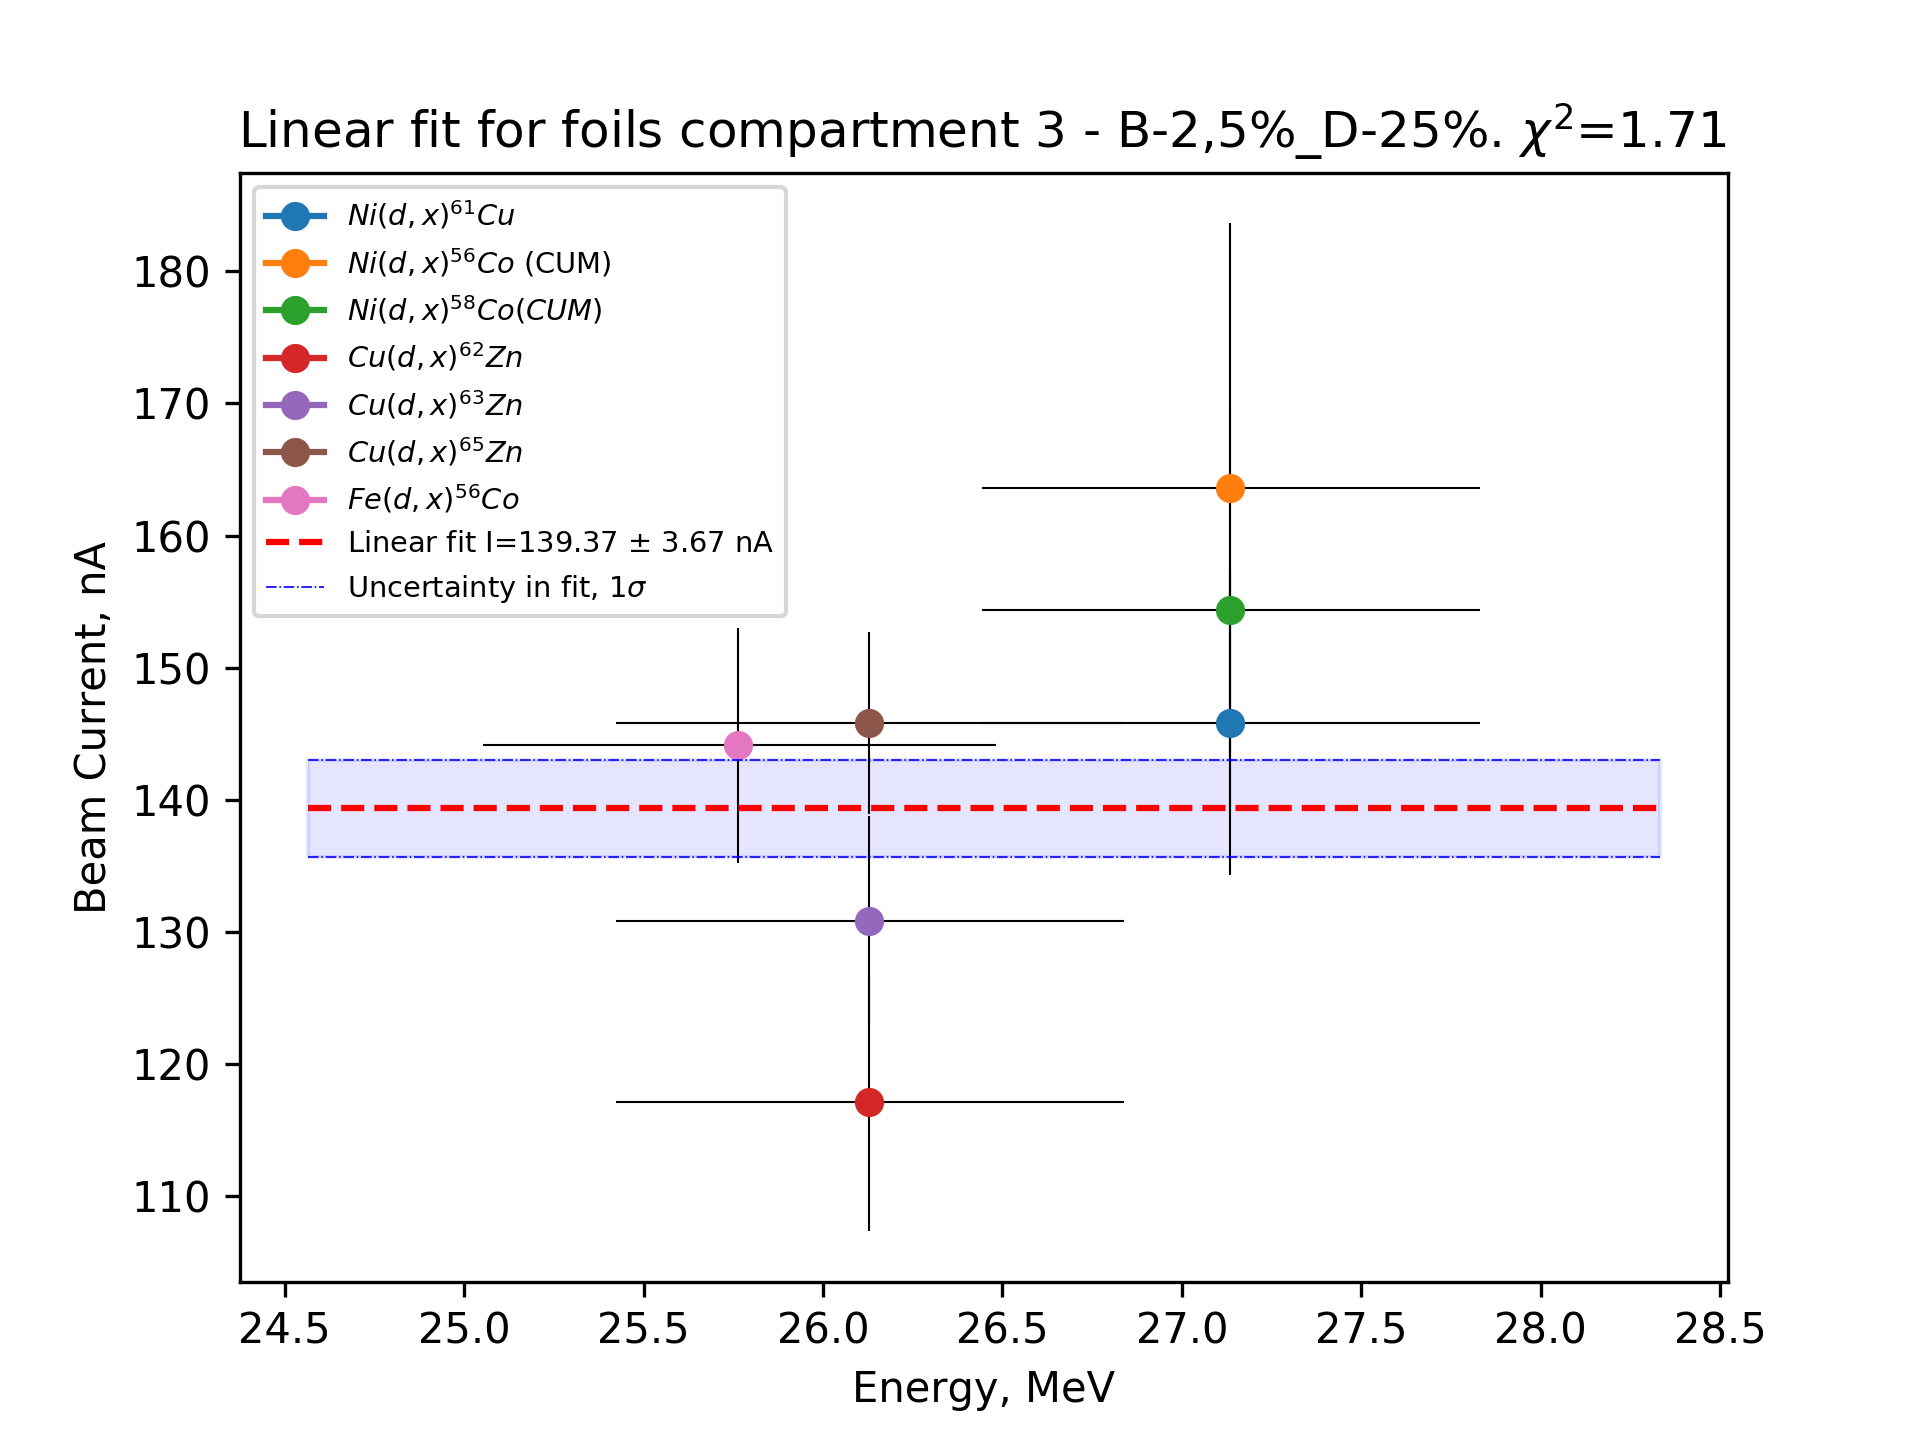 Linear fit for foils compartment 3 - B-2,5%_D-25%. χ²=1.71
Ni(d, x)⁶¹Cu
Ni(d, x)⁵⁶Co (CUM)
Ni(d, x)⁵⁸Co(CUM)
Cu(d, x)⁶²Zn
Cu(d, x)⁶³Zn
Cu(d, x)⁶⁵Zn
Fe(d, x)⁵⁶Co
Linear fit I=139.37 ± 3.67 nA
Uncertainty in fit, 1σ
Beam Current, nA
180
170
160
150
140
130
120
110
24.5 25.0 25.5 26.0 26.5 27.0 27.5 28.0 28.5
Energy, MeV